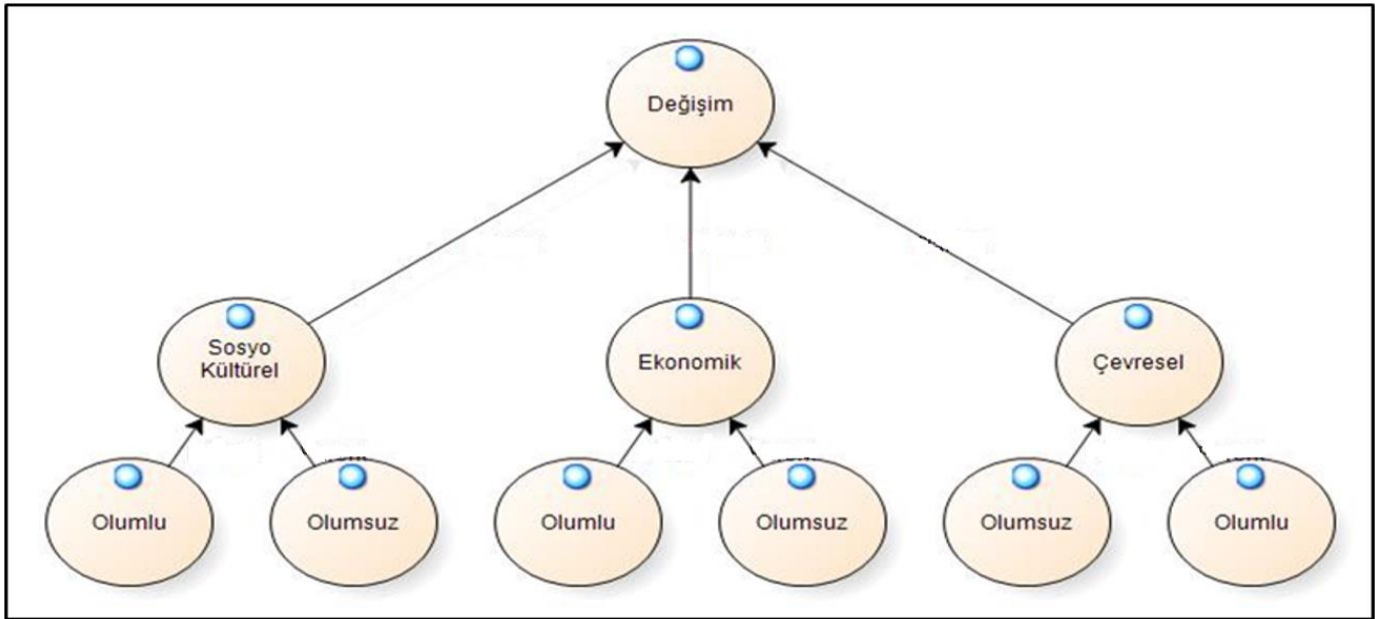 Değişim
Sosyo
Kültürel
Ekonomik
Çevresel
Olumlu
Olumsuz
Olumlu
Olumsuz
Olumsuz
Olumlu